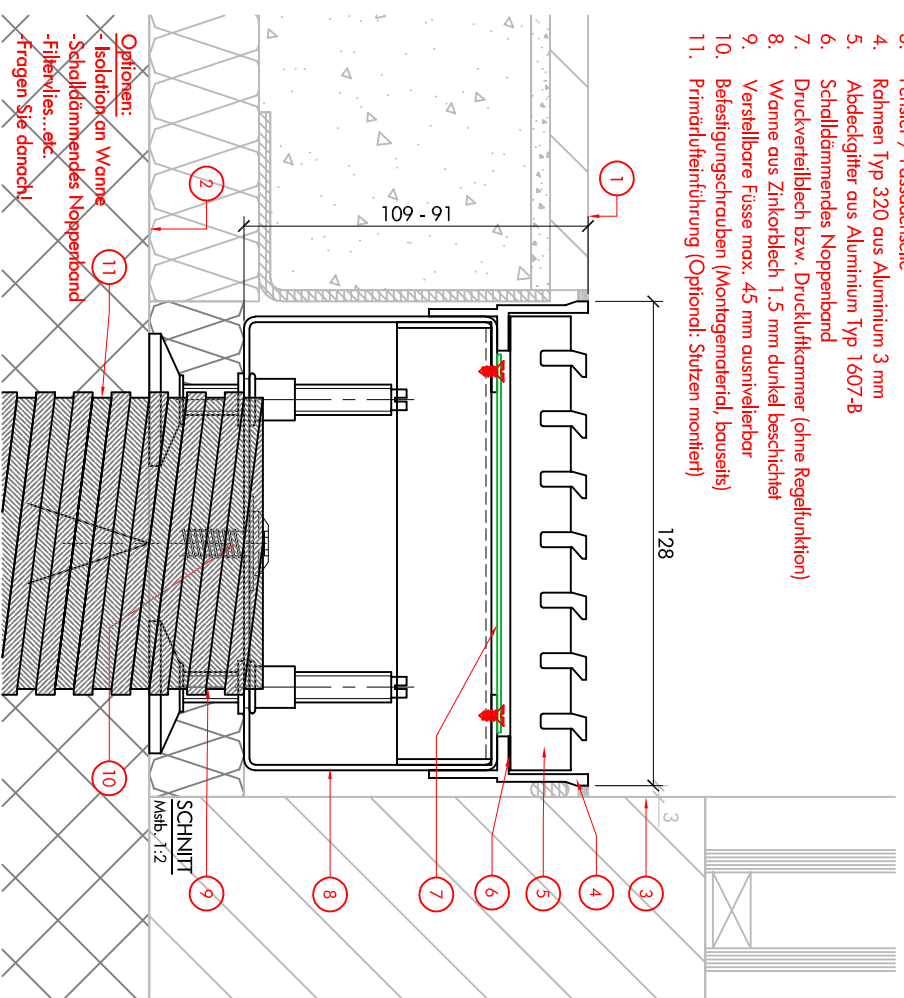 4. Rahmen Typ 320 aus Aluminium 3 mm
5. Abdeckgitter aus Aluminium Typ 1607-B
6. Schalldämmendes Noppenband
7. Druckverteilblech bzw. Druckluftkammer (ohne Regelfunktion)
8. Wanne aus Zinkorblech 1.5 mm dunkel beschichtet
9. Verstellbare Füsse max. 45 mm ausnivelierbar
10. Befestigungschrauben (Montagematerial, bauseits)
11. Primärlufteinführung (Optional: Stutzen montiert)
1
109 - 91
128
3
2
11
Optionen:
- Isolation an Wanne
-Schalldämmendes Noppenband
-Filtervlies...etc.
-Fragen Sie danach!
3
4
5
6
7
8
9
10
SCHNITT
Mstb. 1:2